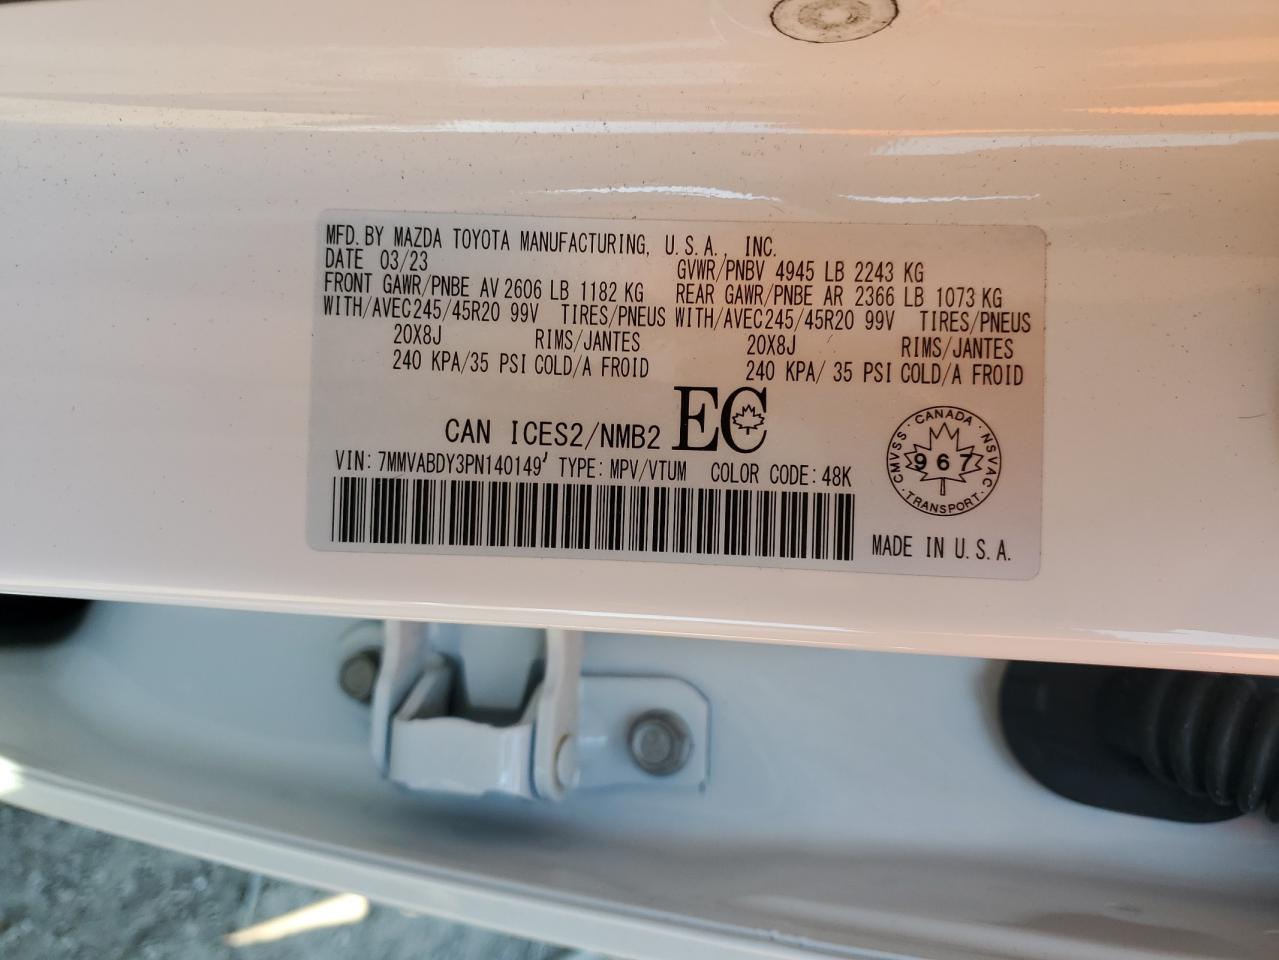 MFD. BY MAZDA TOYOTA MANUFACTURING, U.S.A., INC.
DATE 03/23 GVWR/PNBV 4945 LB 2243 KG
FRONT GAWR/PNBE AV 2606 LB 1182 KG REAR GAWR/PNBE AR 2366 LB 1073 KG
WITH/AVEC 245/45R20 99V TIRES/PNEUS WITH/AVEC 245/45R20 99V TIRES/PNEUS
20X8J RIMS/JANTES 20X8J RIMS/JANTES
240 KPA/35 PSI COLD/A FROID 240 KPA/ 35 PSI COLD/A FROID
CAN ICES2/NMB2 EC
CMVSS · CANADA · NSVAC · TRANSPORT ·
967
VIN: 7MMVABDY3PN140149' TYPE: MPV/VTUM COLOR CODE: 48K
MADE IN U.S.A.